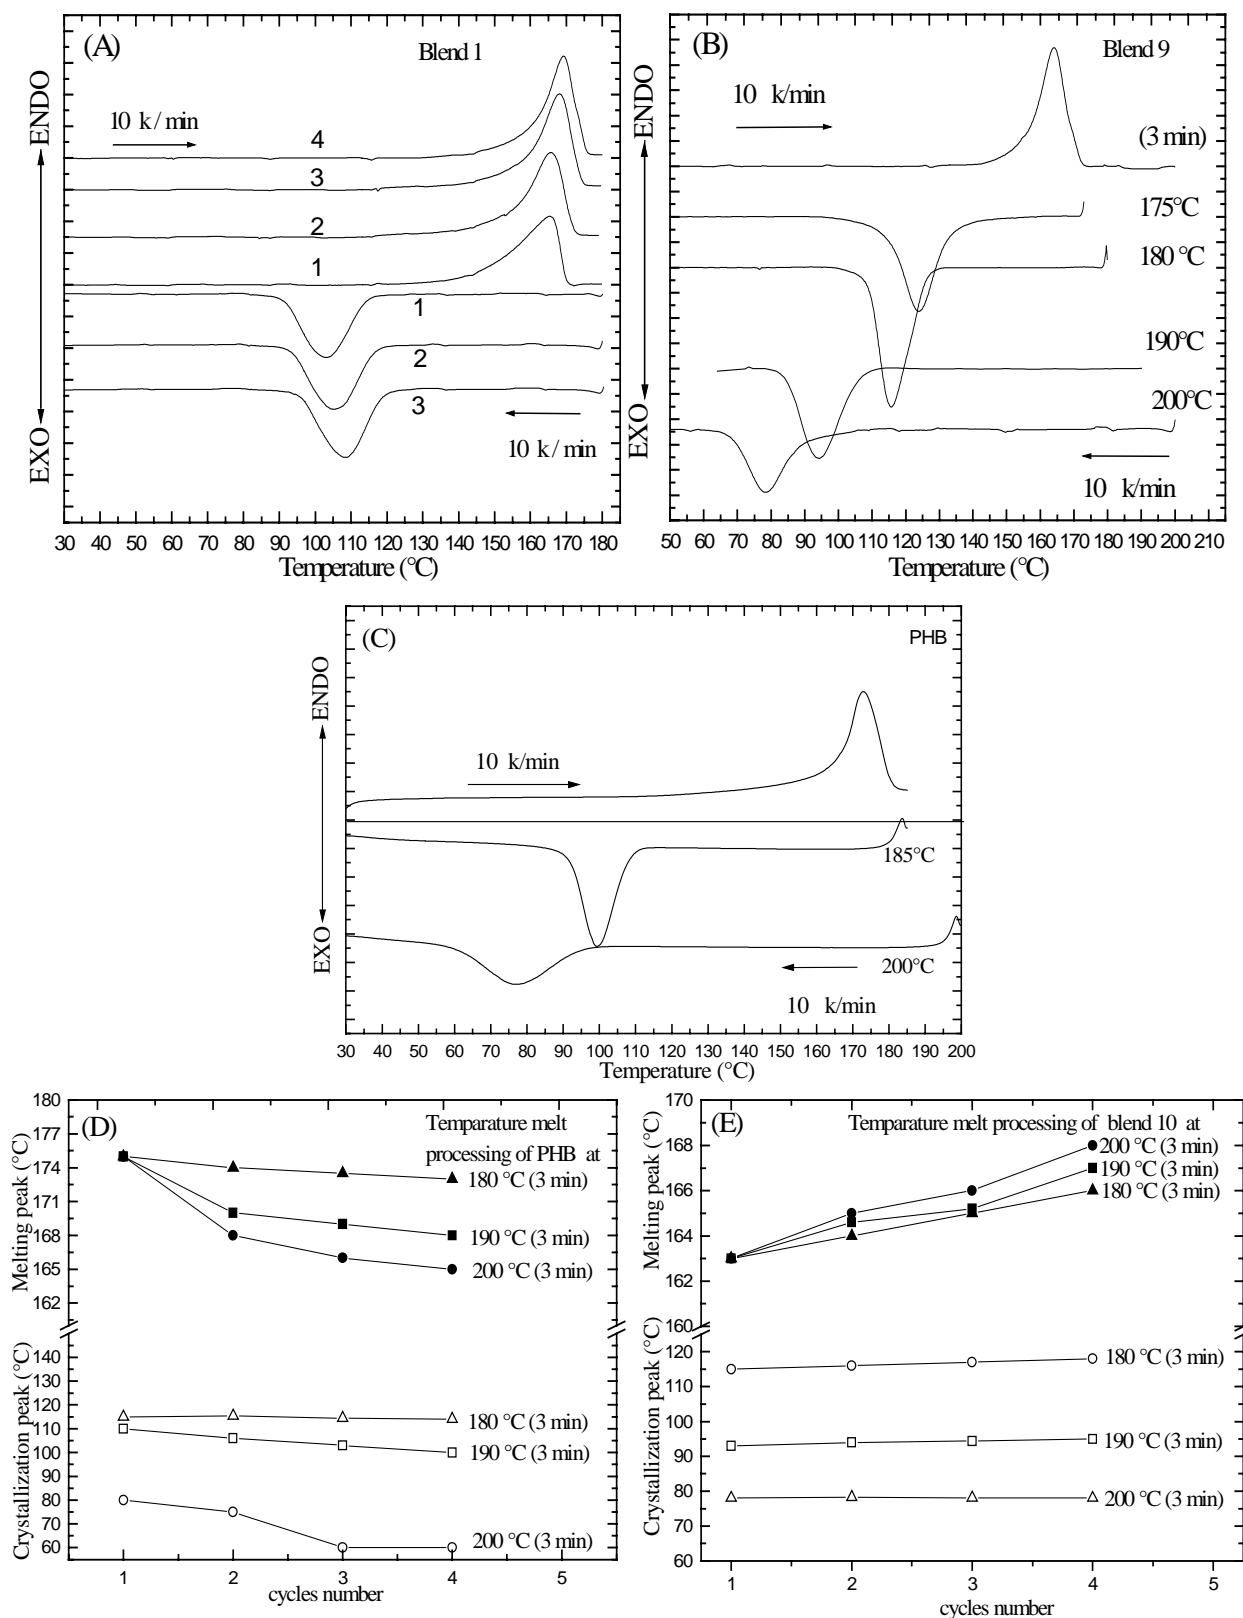 (A)
Blend 1
ENDO
EXO
10 k/min
4
3
2
1
1
2
3
10 k/min
30 40 50 60 70 80 90 100 110 120 130 140 150 160 170 180
Temperature (°C)
(B)
Blend 9
ENDO
EXO
10 k/min
(3 min)
175°C
180 °C
190°C
200°C
10 k/min
50 60 70 80 90 100 110 120 130 140 150 160 170 180 190 200 210
Temperature (°C)
(C)
PHB
ENDO
EXO
10 k/min
185°C
200°C
10 k/min
30 40 50 60 70 80 90 100 110 120 130 140 150 160 170 180 190 200
Temperature (°C)
(D)
Temparature melt
processing of PHB at
180 °C (3 min)
190 °C (3 min)
200 °C (3 min)
180 °C (3 min)
190 °C (3 min)
200 °C (3 min)
Melting peak (°C)
Crystallization peak (°C)
180
177
174
171
168
165
162
140
130
120
110
100
90
80
70
60
1 2 3 4 5
cycles number
(E)
Temparature melt processing of blend 10 at
200 °C (3 min)
190 °C (3 min)
180 °C (3 min)
180 °C (3 min)
190 °C (3 min)
200 °C (3 min)
Melting peak (°C)
Crystallization peak (°C)
170
168
166
164
162
160
115
110
95
90
75
70
60
1 2 3 4 5
cycles number